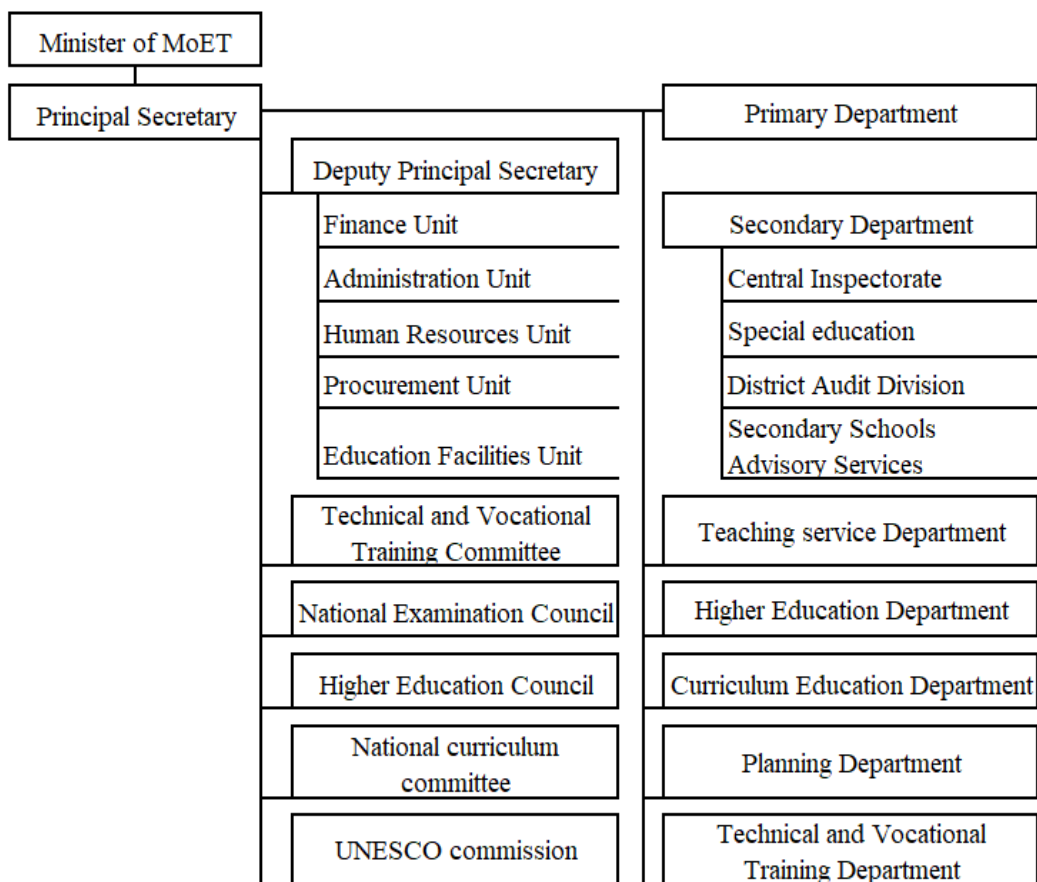 Minister of MoET
Principal Secretary
Primary Department
Deputy Principal Secretary
Finance Unit
Secondary Department
Administration Unit
Central Inspectorate
Human Resources Unit
Special education
Procurement Unit
District Audit Division
Education Facilities Unit
Secondary Schools
Advisory Services
Technical and Vocational
Training Committee
Teaching service Department
National Examination Council
Higher Education Department
Higher Education Council
Curriculum Education Department
National curriculum
committee
Planning Department
UNESCO commission
Technical and Vocational
Training Department